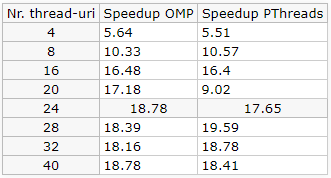 Nr. thread-uri Speedup OMP Speedup PThreads
4 5.64 5.51
8 10.33 10.57
16 16.48 16.4
20 17.18 9.02
24 18.78 17.65
28 18.39 19.59
32 18.16 18.78
40 18.78 18.41